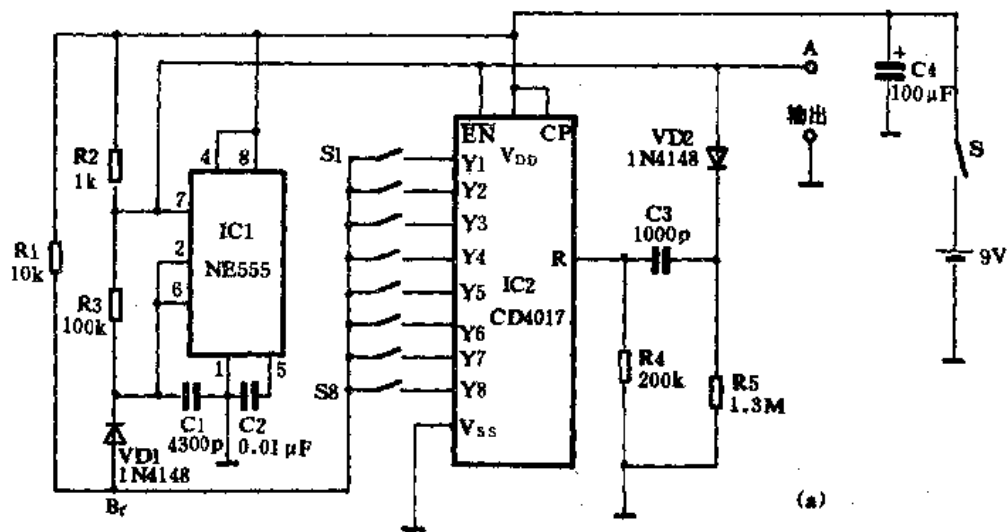 A
+
C4
100μF
输出
S
9V
R2
1k
4
8
7
IC1
NE555
2
6
R1
10k
R3
100k
1
5
C1
4300p
C2
0.01μF
VD1
1N4148
Br
S1
S8
EN
VDD
CP
Y1
Y2
Y3
Y4
Y5
Y6
Y7
Y8
VSS
R
IC2
CD4017
C3
1000p
VD2
1N4148
R4
200k
R5
1.3M
(a)